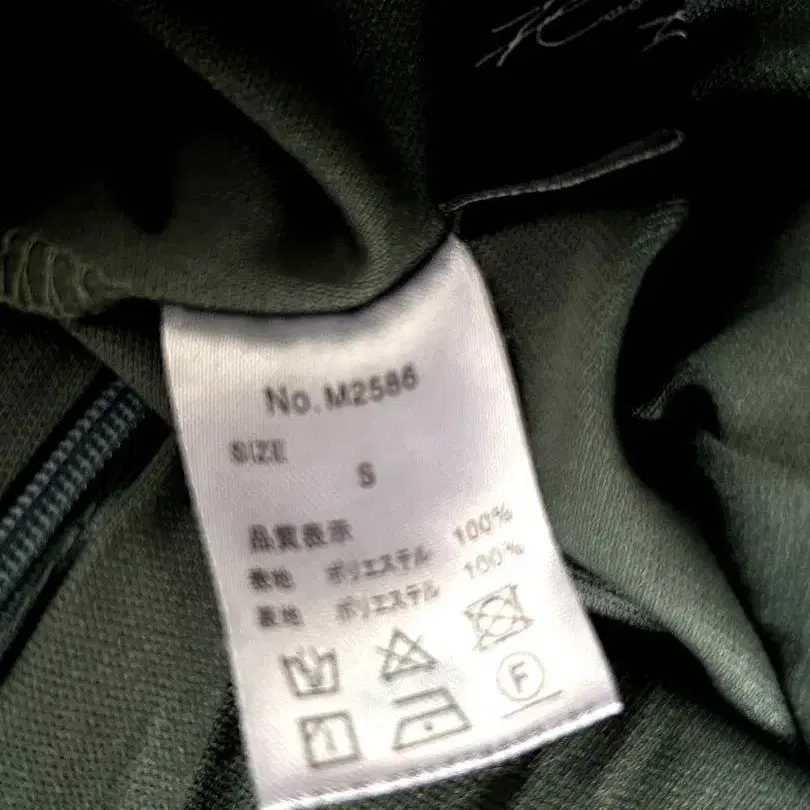 No.M2586
SIZE
S
品質表示
表地 ポリエステル 100%
裏地 ポリエステル 100%
F